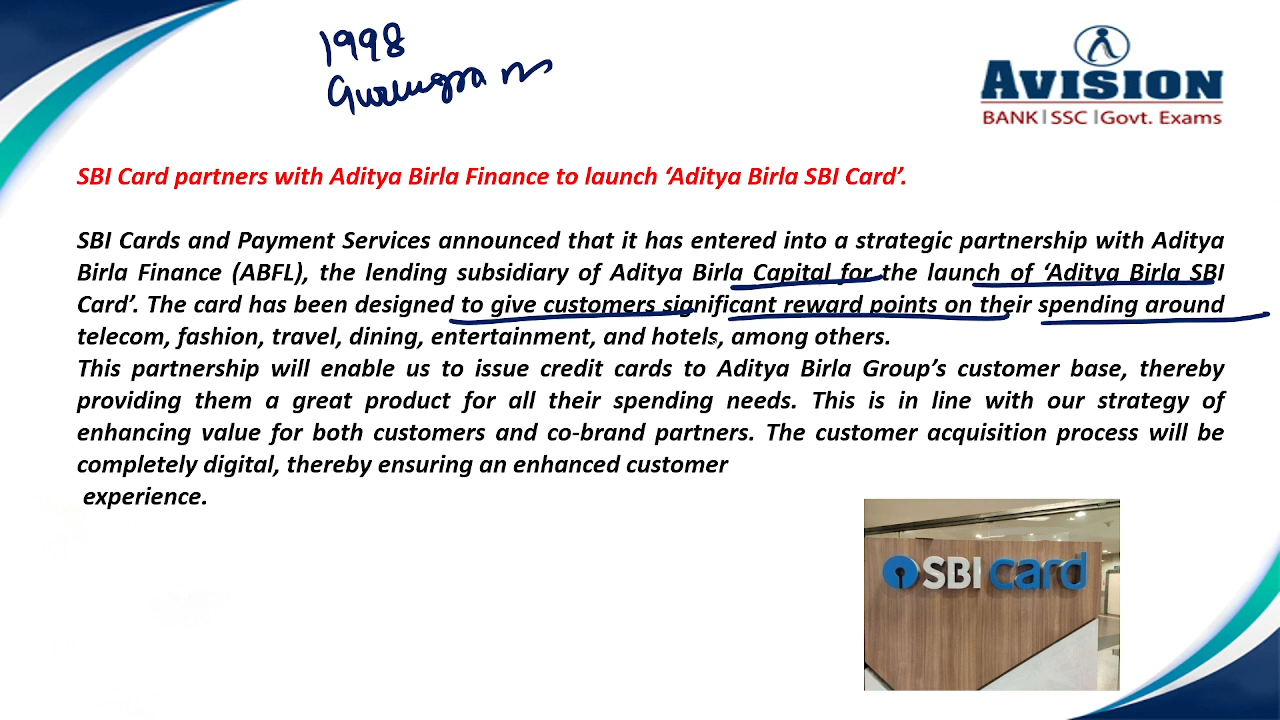 1998
Gurugram
AVISION
BANK | SSC | Govt. Exams
SBI Card partners with Aditya Birla Finance to launch ‘Aditya Birla SBI Card’.
SBI Cards and Payment Services announced that it has entered into a strategic partnership with Aditya
Birla Finance (ABFL), the lending subsidiary of Aditya Birla Capital for the launch of ‘Aditya Birla SBI
Card’. The card has been designed to give customers significant reward points on their spending around
telecom, fashion, travel, dining, entertainment, and hotels, among others.
This partnership will enable us to issue credit cards to Aditya Birla Group’s customer base, thereby
providing them a great product for all their spending needs. This is in line with our strategy of
enhancing value for both customers and co-brand partners. The customer acquisition process will be
completely digital, thereby ensuring an enhanced customer
experience.
SBI card